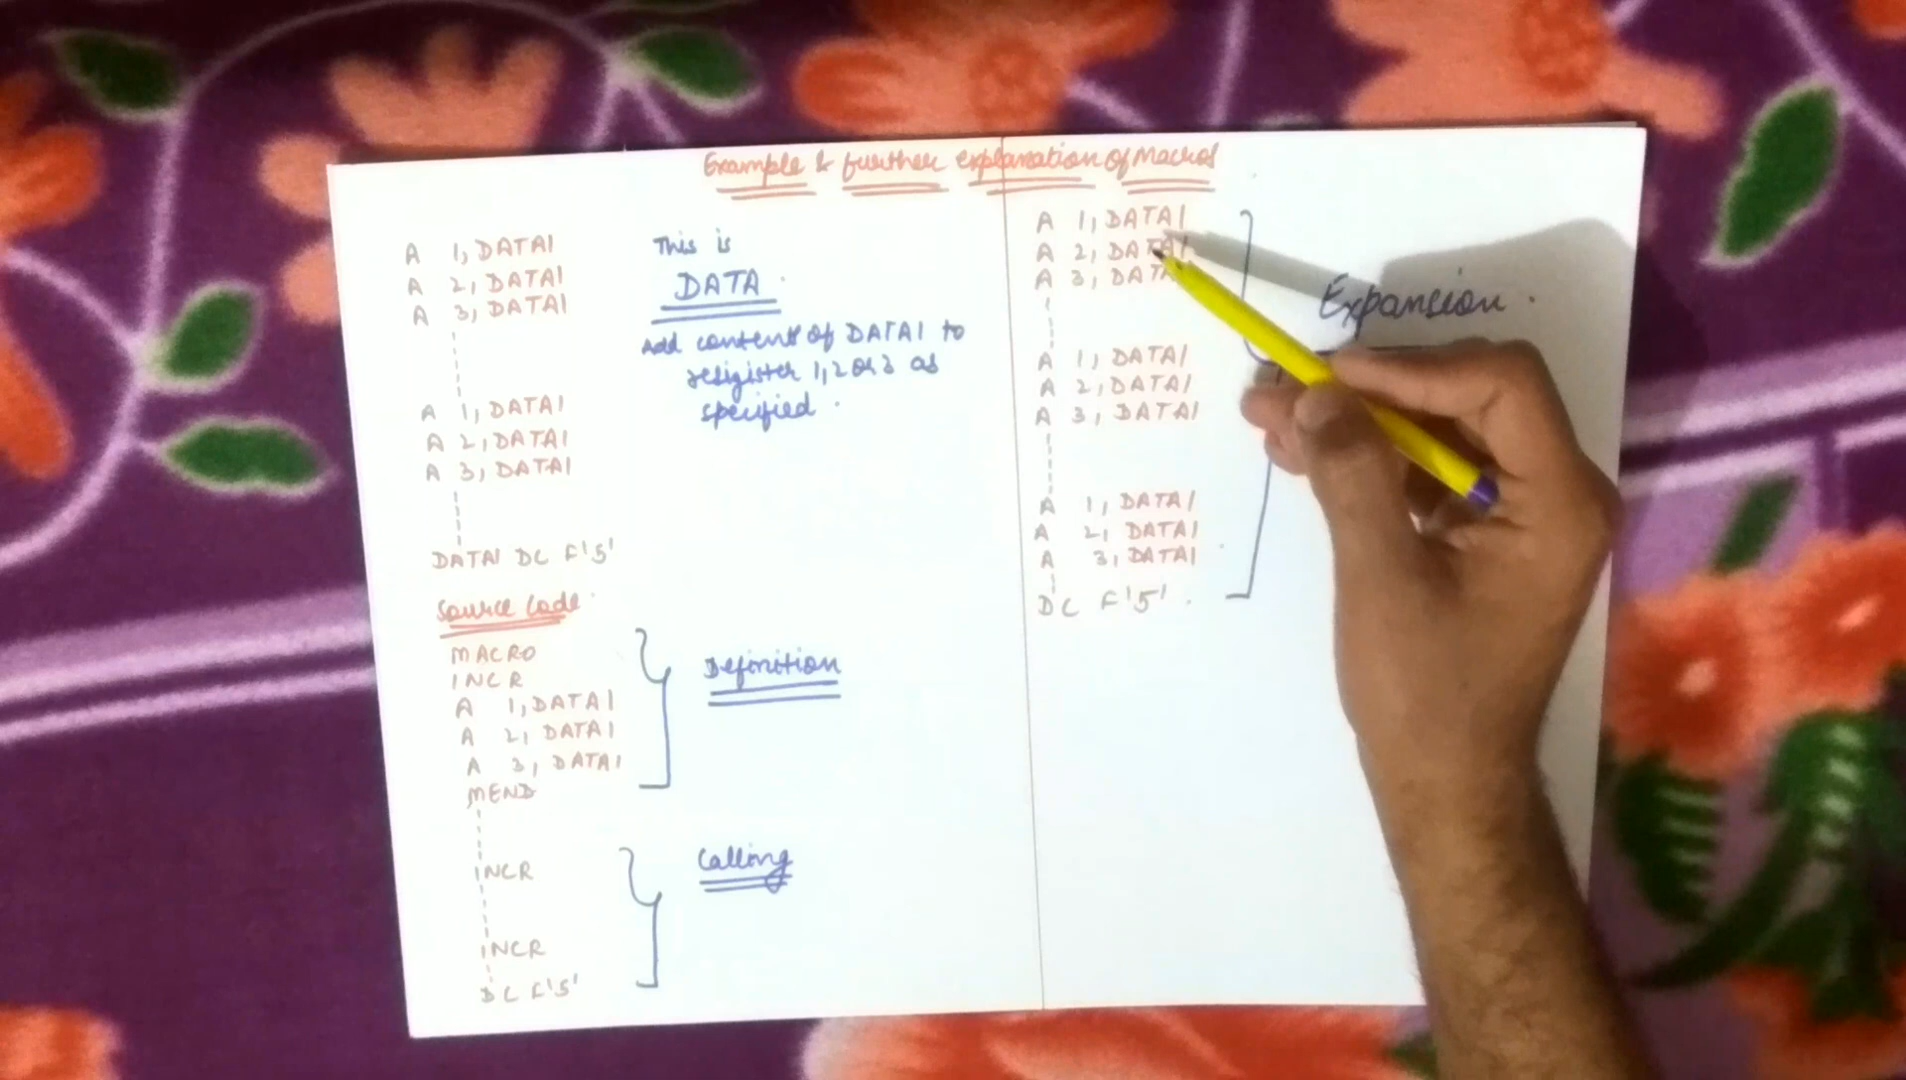 Example & further explanation of Macros
A 1, DATA1
A 2, DATA1
A 3, DATA1
A 1, DATA1
A 2, DATA1
A 3, DATA1
DATA1 DC F'5'
This is
DATA.
Add content of DATA1 to
register 1, 2 or 3 as
specified.
Source Code.
MACRO
INCR
A 1, DATA1
A 2, DATA1
A 3, DATA1
MEND
Definition
INCR
INCR
DC F'5'
Calling
A 1, DATA1
A 2, DATA1
A 3, DATA
A 1, DATA1
A 2, DATA1
A 3, DATA1
A 1, DATA1
A 2, DATA1
A 3, DATA1
DC F'5'.
Expansion.